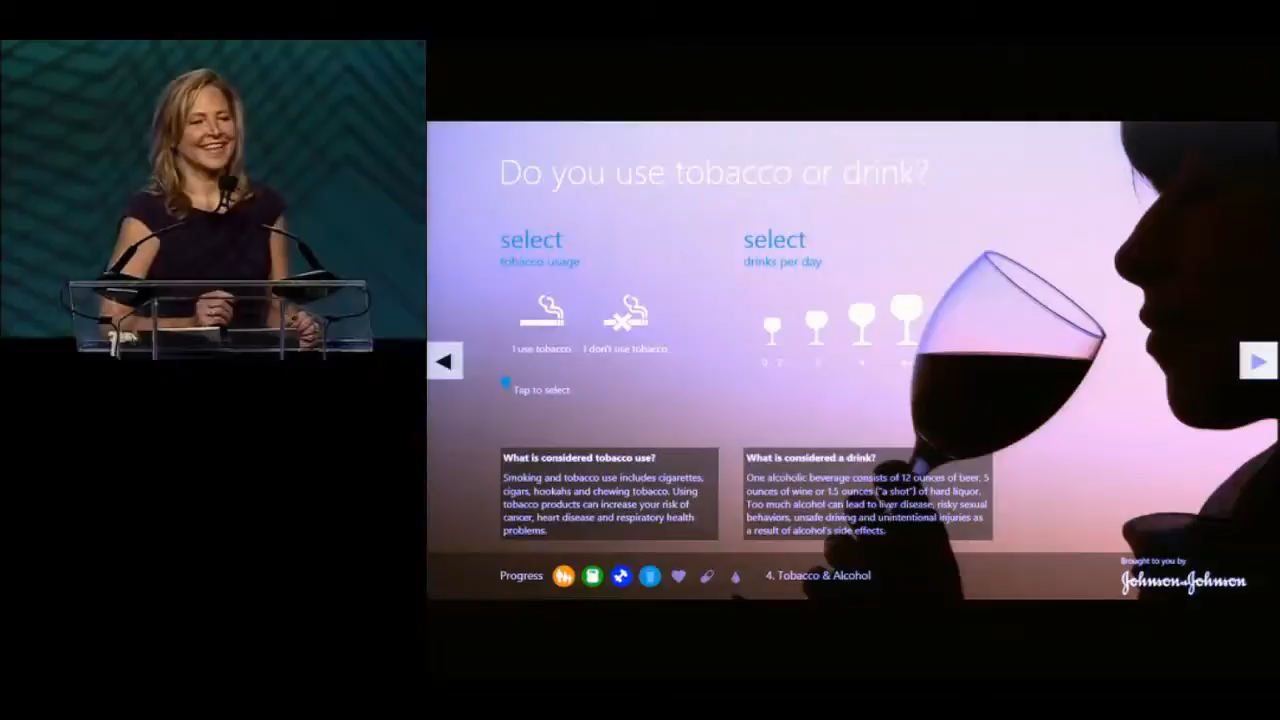 Do you use tobacco or drink?
select
tobacco usage
select
drinks per day
I use tobacco
I don't use tobacco
Tap to select
What is considered tobacco use?
Smoking and tobacco use includes cigarettes,
cigars, hookahs and chewing tobacco. Using
tobacco products can increase your risk of
cancer, heart disease and respiratory health
problems.
What is considered a drink?
One alcoholic beverage consists of 12 ounces of beer, 5
ounces of wine or 1.5 ounces ("a shot") of hard liquor.
Too much alcohol can lead to liver disease, risky sexual
behaviors, unsafe driving and unintentional injuries as
a result of alcohol's side effects.
Progress
4. Tobacco & Alcohol
Brought to you by
Johnson & Johnson